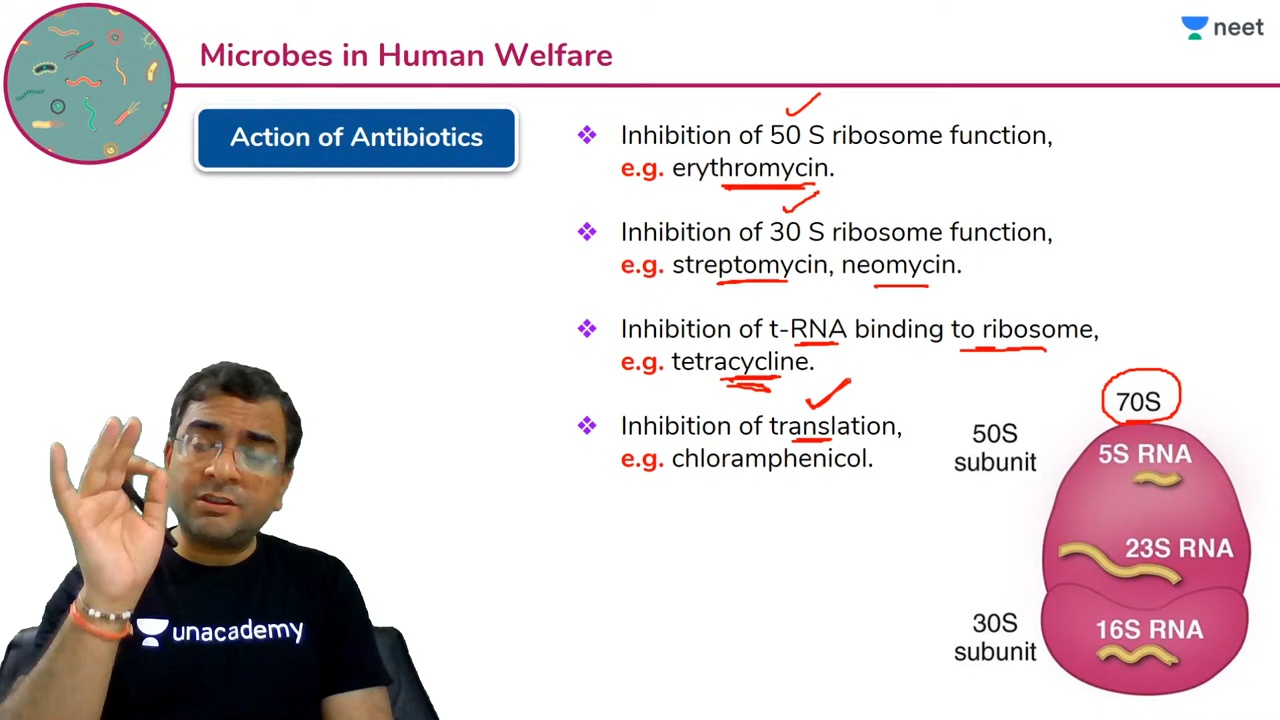 neet
Microbes in Human Welfare
Action of Antibiotics
❖ Inhibition of 50 S ribosome function,
e.g. erythromycin.
❖ Inhibition of 30 S ribosome function,
e.g. streptomycin, neomycin.
❖ Inhibition of t-RNA binding to ribosome,
e.g. tetracycline.
❖ Inhibition of translation,
e.g. chloramphenicol.
70S
50S
subunit
5S RNA
23S RNA
30S
subunit
16S RNA
unacademy